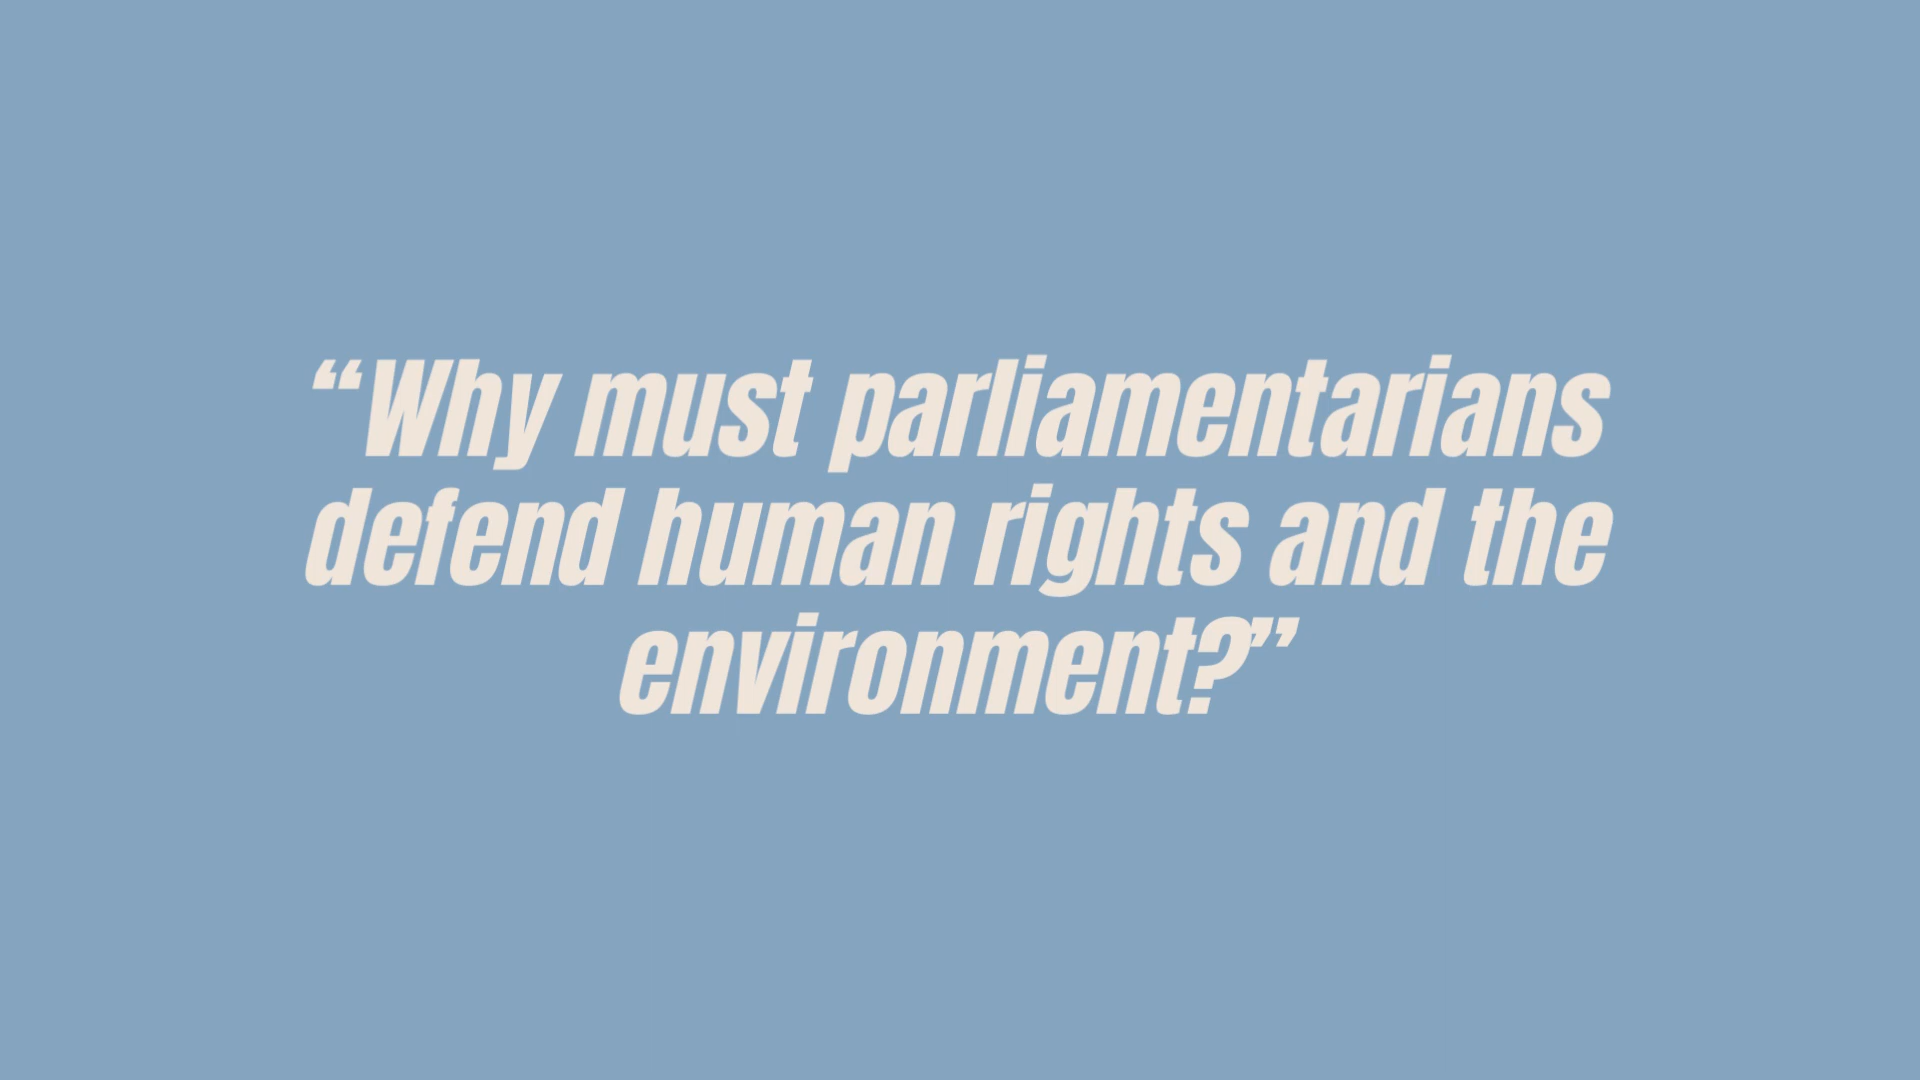 “Why must parliamentarians
defend human rights and the
environment?”